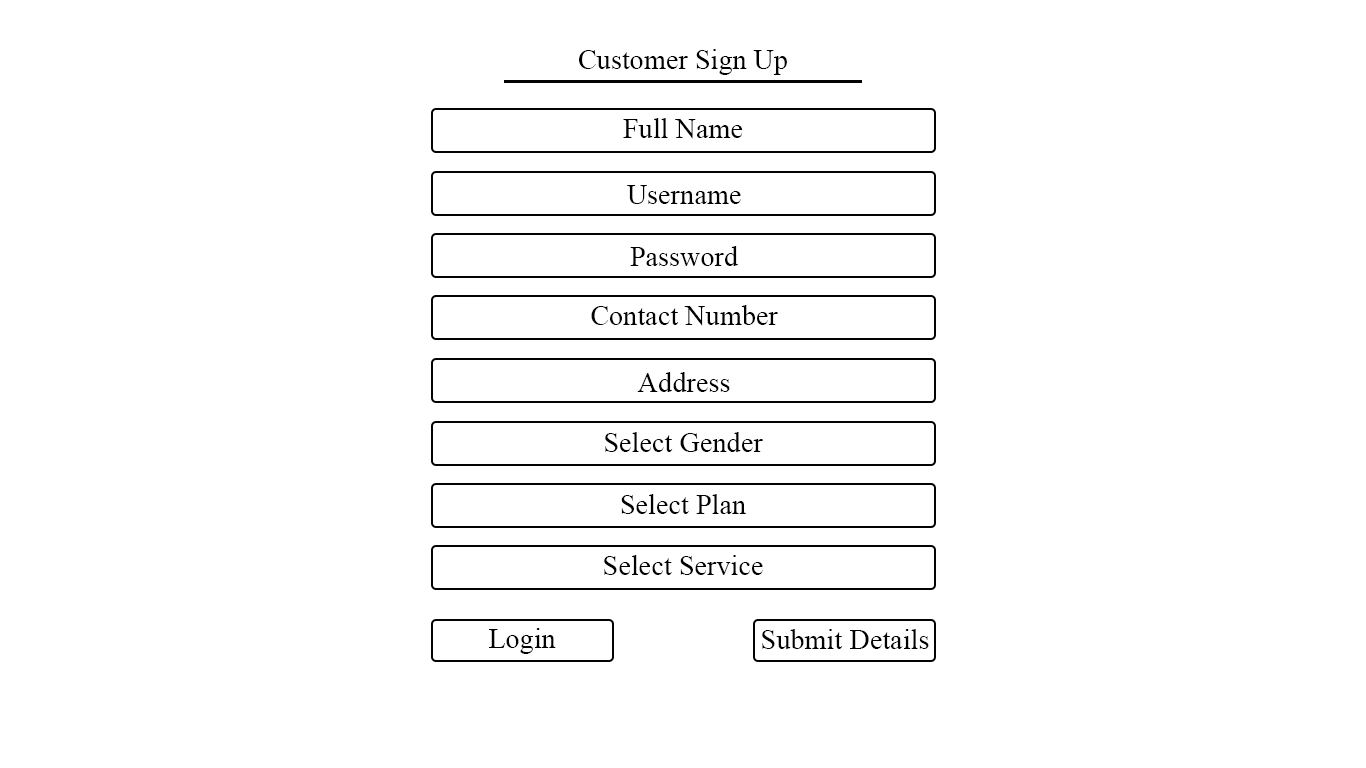 Customer Sign Up
Full Name
Username
Password
Contact Number
Address
Select Gender
Select Plan
Select Service
Login
Submit Details